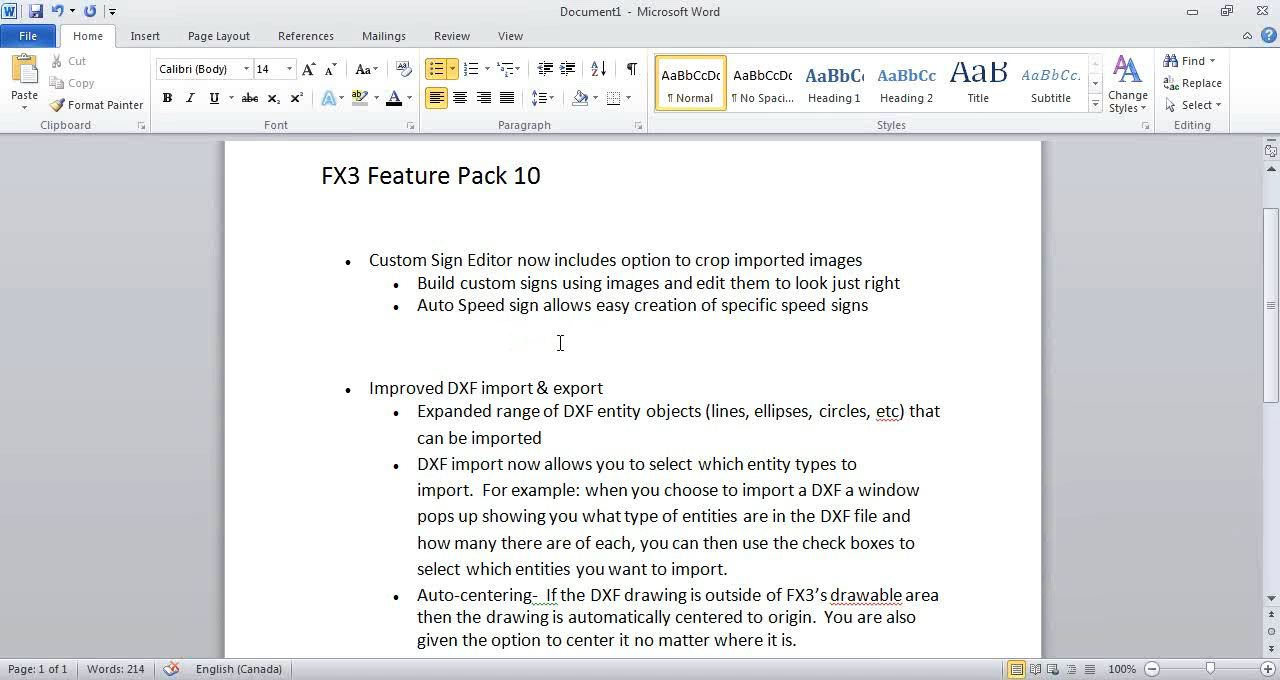 Document1 - Microsoft Word
File Home Insert Page Layout References Mailings Review View
Cut
Copy
Format Painter
Paste
Clipboard
Calibri (Body) 14
Font
Paragraph
AaBbCcDc AaBbCcDc AaBbC AaBbCc AaB AaBbCc.
¶ Normal ¶ No Spaci... Heading 1 Heading 2 Title Subtitle
Change Styles
Styles
Find
Replace
Select
Editing
FX3 Feature Pack 10
• Custom Sign Editor now includes option to crop imported images
• Build custom signs using images and edit them to look just right
• Auto Speed sign allows easy creation of specific speed signs
• Improved DXF import & export
• Expanded range of DXF entity objects (lines, ellipses, circles, etc) that
can be imported
• DXF import now allows you to select which entity types to
import.  For example: when you choose to import a DXF a window
pops up showing you what type of entities are in the DXF file and
how many there are of each, you can then use the check boxes to
select which entities you want to import.
• Auto-centering-  If the DXF drawing is outside of FX3's drawable area
then the drawing is automatically centered to origin.  You are also
given the option to center it no matter where it is.
Page: 1 of 1 Words: 214 English (Canada) 100%